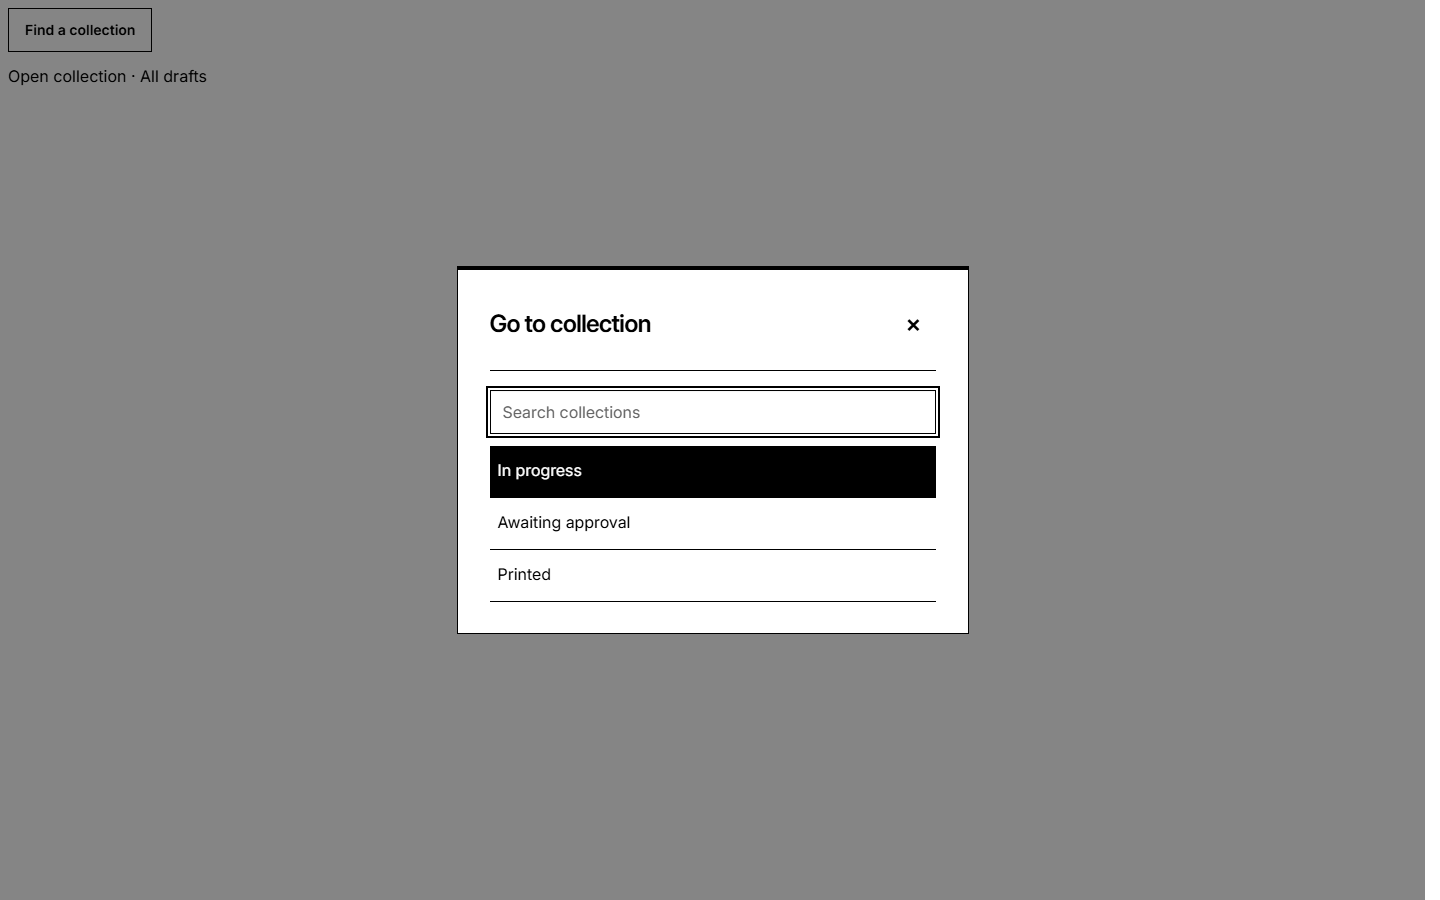 Find a collection
Open collection · All drafts
Go to collection
×
Search collections
In progress
Awaiting approval
Printed